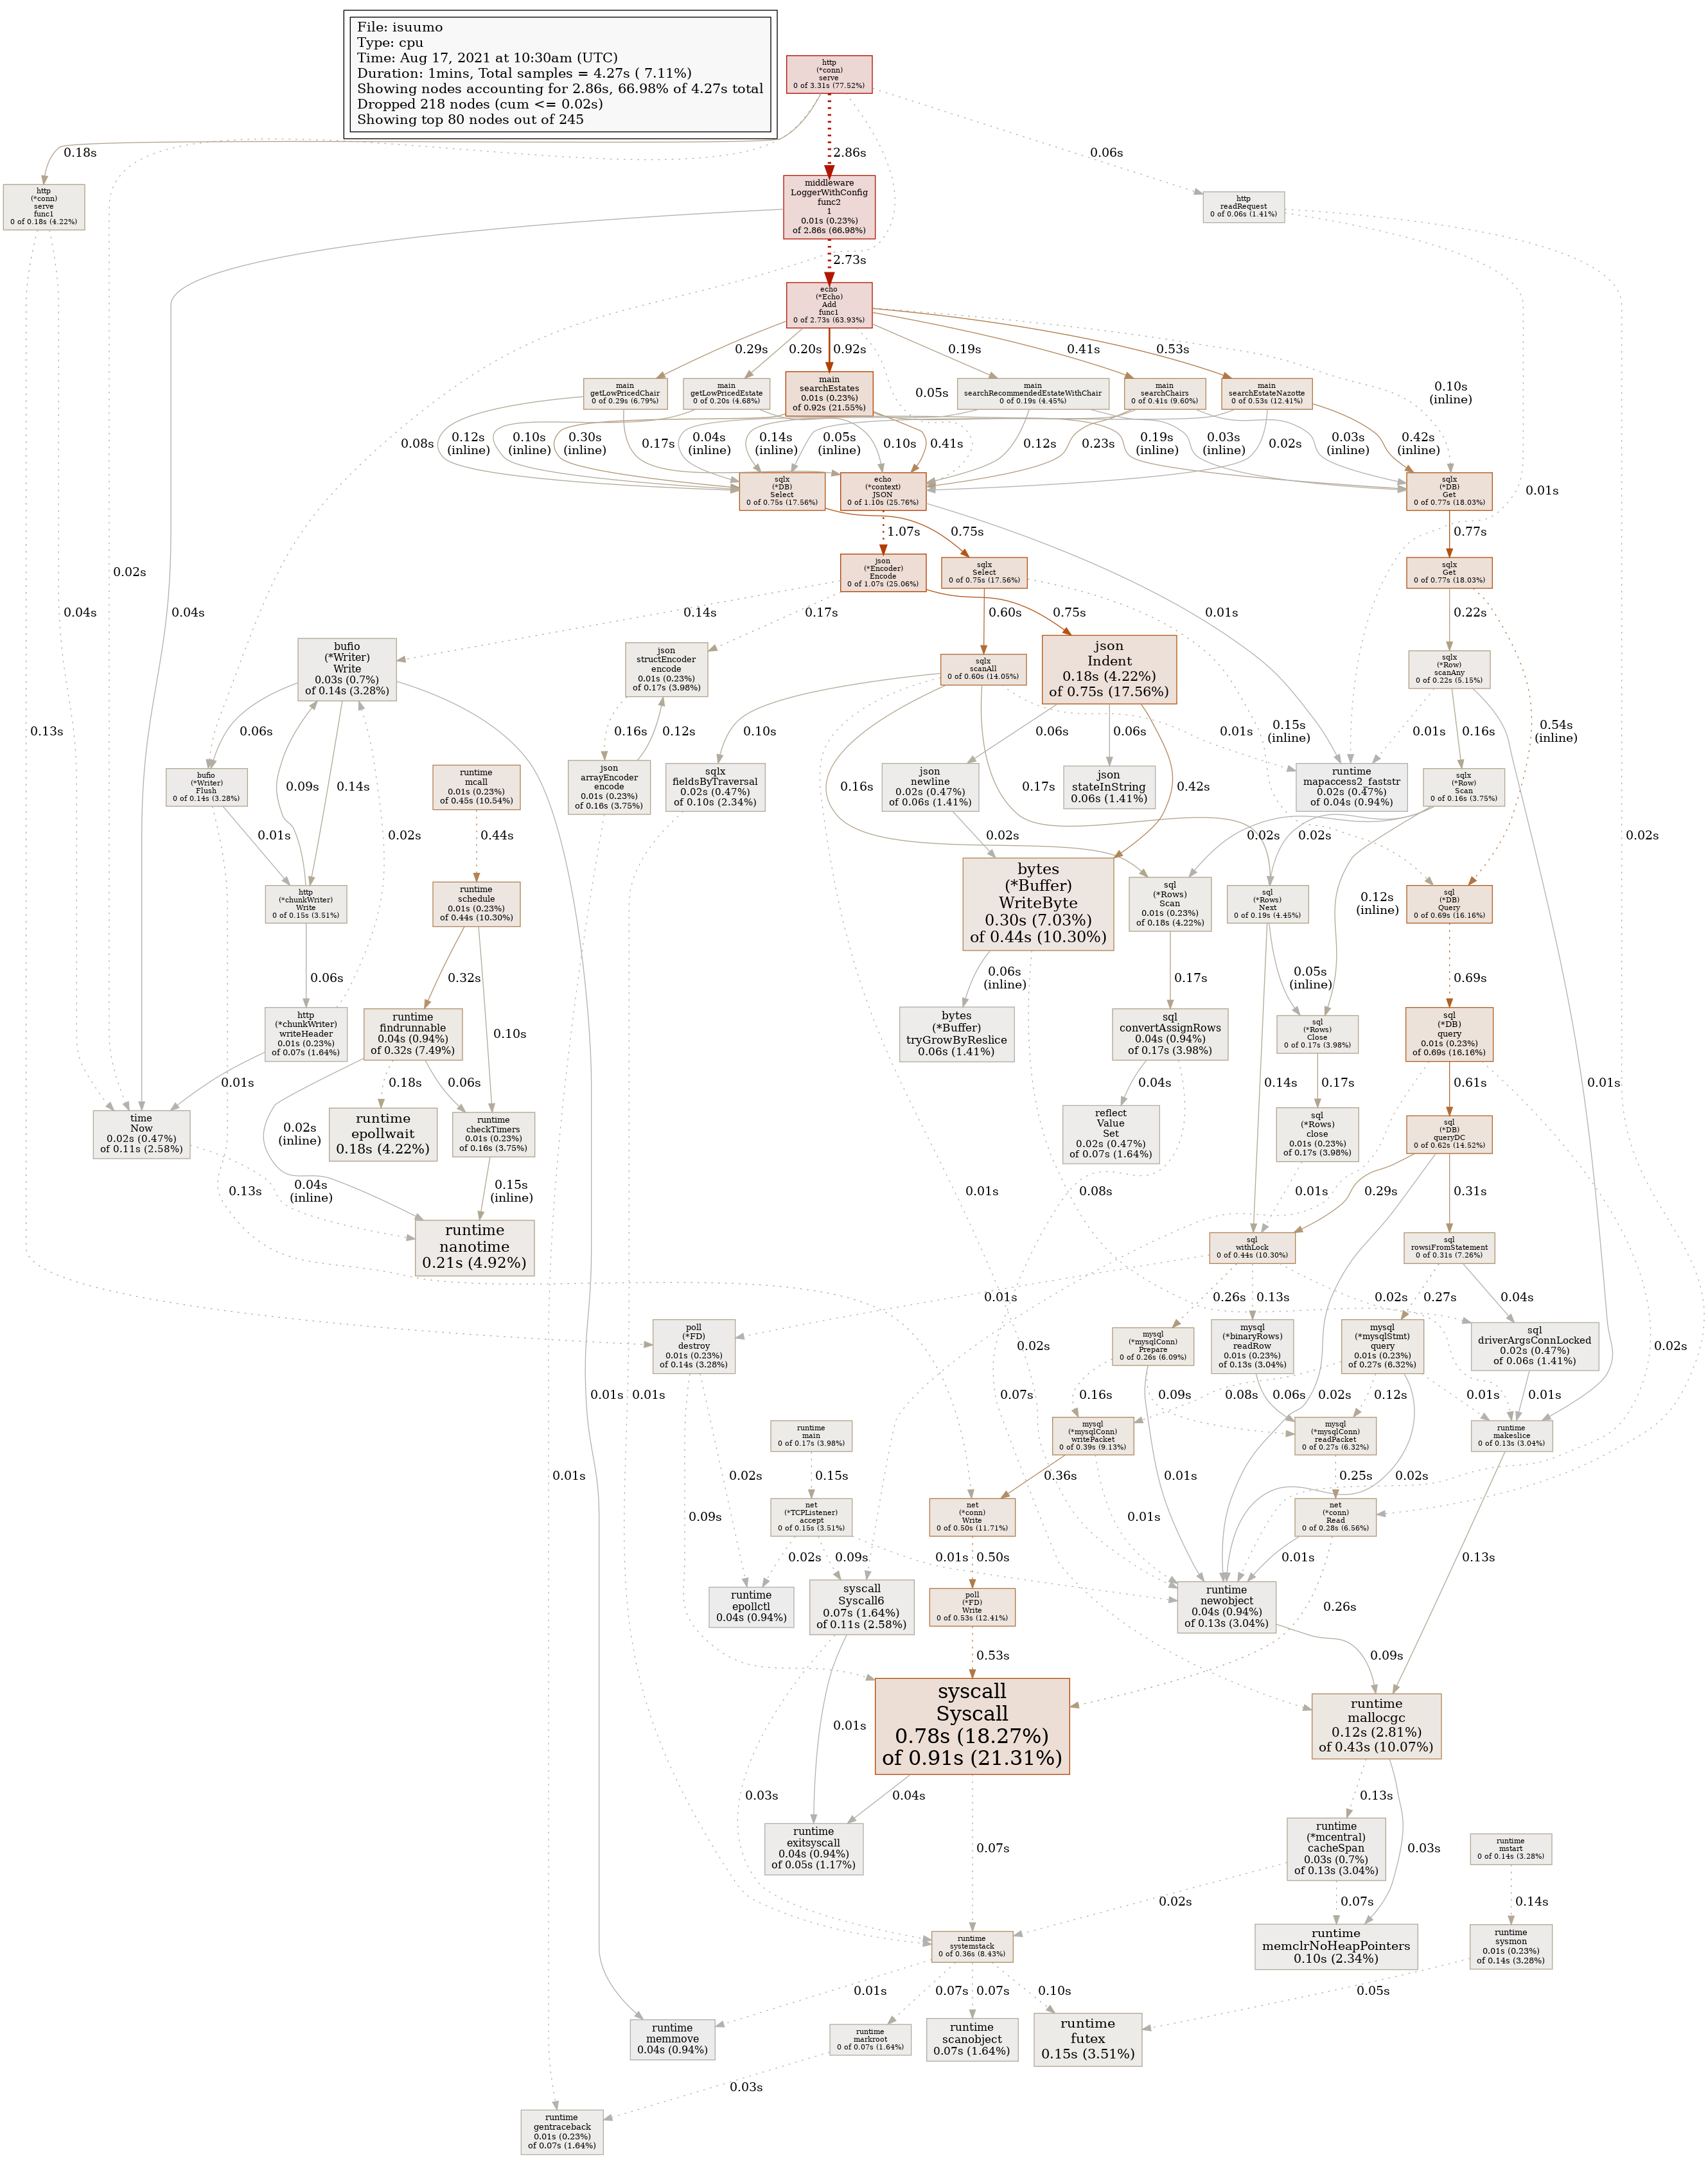 File: isuumo
Type: cpu
Time: Aug 17, 2021 at 10:30am (UTC)
Duration: 1mins, Total samples = 4.27s ( 7.11%)
Showing nodes accounting for 2.86s, 66.98% of 4.27s total
Dropped 218 nodes (cum <= 0.02s)
Showing top 80 nodes out of 245
http
(*conn)
serve
0 of 3.31s (77.52%)
0.18s
2.86s
0.06s
http
(*conn)
serve
func1
0 of 0.18s (4.22%)
middleware
LoggerWithConfig
func2
1
0.01s (0.23%)
of 2.86s (66.98%)
http
readRequest
0 of 0.06s (1.41%)
2.73s
echo
(*Echo)
Add
func1
0 of 2.73s (63.93%)
0.29s
0.20s
0.92s
0.19s
0.41s
0.53s
main
getLowPricedChair
0 of 0.29s (6.79%)
main
getLowPricedEstate
0 of 0.20s (4.68%)
main
searchEstates
0.01s (0.23%)
of 0.92s (21.55%)
0.05s
main
searchRecommendedEstateWithChair
0 of 0.19s (4.45%)
main
searchChairs
0 of 0.41s (9.60%)
main
searchEstateNazotte
0 of 0.53s (12.41%)
0.10s
(inline)
0.08s
0.12s
(inline)
0.10s
(inline)
0.30s
(inline)
0.17s
0.04s
(inline)
0.14s
(inline)
0.05s
(inline)
0.10s
0.41s
0.12s
0.23s
0.19s
(inline)
0.03s
(inline)
0.02s
0.03s
(inline)
0.42s
(inline)
sqlx
(*DB)
Select
0 of 0.75s (17.56%)
echo
(*context)
JSON
0 of 1.10s (25.76%)
sqlx
(*DB)
Get
0 of 0.77s (18.03%)
0.01s
1.07s
0.75s
0.77s
0.02s
json
(*Encoder)
Encode
0 of 1.07s (25.06%)
sqlx
Select
0 of 0.75s (17.56%)
sqlx
Get
0 of 0.77s (18.03%)
0.04s
0.04s
0.14s
0.17s
0.60s
0.75s
0.01s
0.22s
bufio
(*Writer)
Write
0.03s (0.7%)
of 0.14s (3.28%)
json
structEncoder
encode
0.01s (0.23%)
of 0.17s (3.98%)
sqlx
scanAll
0 of 0.60s (14.05%)
json
Indent
0.18s (4.22%)
of 0.75s (17.56%)
sqlx
(*Row)
scanAny
0 of 0.22s (5.15%)
0.13s
0.06s
0.16s
0.12s
0.10s
0.06s
0.06s
0.01s
0.15s
(inline)
0.01s
0.16s
0.54s
(inline)
bufio
(*Writer)
Flush
0 of 0.14s (3.28%)
0.09s
0.14s
runtime
mcall
0.01s (0.23%)
of 0.45s (10.54%)
json
arrayEncoder
encode
0.01s (0.23%)
of 0.16s (3.75%)
sqlx
fieldsByTraversal
0.02s (0.47%)
of 0.10s (2.34%)
0.16s
json
newline
0.02s (0.47%)
of 0.06s (1.41%)
0.17s
json
stateInString
0.06s (1.41%)
0.42s
runtime
mapaccess2_faststr
0.02s (0.47%)
of 0.04s (0.94%)
sqlx
(*Row)
Scan
0 of 0.16s (3.75%)
0.01s
0.02s
0.44s
0.02s
0.02s
0.02s
0.02s
http
(*chunkWriter)
Write
0 of 0.15s (3.51%)
runtime
schedule
0.01s (0.23%)
of 0.44s (10.30%)
bytes
(*Buffer)
WriteByte
0.30s (7.03%)
of 0.44s (10.30%)
sql
(*Rows)
Scan
0.01s (0.23%)
of 0.18s (4.22%)
sql
(*Rows)
Next
0 of 0.19s (4.45%)
0.12s
(inline)
sql
(*DB)
Query
0 of 0.69s (16.16%)
0.06s
0.32s
0.06s
(inline)
0.17s
0.05s
(inline)
0.69s
http
(*chunkWriter)
writeHeader
0.01s (0.23%)
of 0.07s (1.64%)
runtime
findrunnable
0.04s (0.94%)
of 0.32s (7.49%)
0.10s
bytes
(*Buffer)
tryGrowByReslice
0.06s (1.41%)
sql
convertAssignRows
0.04s (0.94%)
of 0.17s (3.98%)
sql
(*Rows)
Close
0 of 0.17s (3.98%)
sql
(*DB)
query
0.01s (0.23%)
of 0.69s (16.16%)
0.01s
0.18s
0.06s
0.04s
0.14s
0.17s
0.61s
0.01s
time
Now
0.02s (0.47%)
of 0.11s (2.58%)
0.02s
(inline)
runtime
epollwait
0.18s (4.22%)
runtime
checkTimers
0.01s (0.23%)
of 0.16s (3.75%)
reflect
Value
Set
0.02s (0.47%)
of 0.07s (1.64%)
sql
(*Rows)
close
0.01s (0.23%)
of 0.17s (3.98%)
sql
(*DB)
queryDC
0 of 0.62s (14.52%)
0.13s
0.04s
(inline)
0.15s
(inline)
0.01s
0.08s
0.01s
0.29s
0.31s
runtime
nanotime
0.21s (4.92%)
sql
withLock
0 of 0.44s (10.30%)
sql
rowsiFromStatement
0 of 0.31s (7.26%)
0.01s
0.26s
0.13s
0.02s
0.27s
0.04s
poll
(*FD)
destroy
0.01s (0.23%)
of 0.14s (3.28%)
0.02s
mysql
(*mysqlConn)
Prepare
0 of 0.26s (6.09%)
mysql
(*binaryRows)
readRow
0.01s (0.23%)
of 0.13s (3.04%)
mysql
(*mysqlStmt)
query
0.01s (0.23%)
of 0.27s (6.32%)
sql
driverArgsConnLocked
0.02s (0.47%)
of 0.06s (1.41%)
0.02s
0.01s
0.01s
0.07s
0.16s
0.09s
0.08s
0.06s
0.02s
0.12s
0.01s
0.01s
runtime
main
0 of 0.17s (3.98%)
mysql
(*mysqlConn)
writePacket
0 of 0.39s (9.13%)
mysql
(*mysqlConn)
readPacket
0 of 0.27s (6.32%)
runtime
makeslice
0 of 0.13s (3.04%)
0.01s
0.02s
0.15s
0.36s
0.01s
0.25s
0.02s
0.09s
net
(*TCPListener)
accept
0 of 0.15s (3.51%)
net
(*conn)
Write
0 of 0.50s (11.71%)
0.01s
net
(*conn)
Read
0 of 0.28s (6.56%)
0.02s
0.09s
0.01s
0.50s
0.01s
0.13s
runtime
epollctl
0.04s (0.94%)
syscall
Syscall6
0.07s (1.64%)
of 0.11s (2.58%)
poll
(*FD)
Write
0 of 0.53s (12.41%)
runtime
newobject
0.04s (0.94%)
of 0.13s (3.04%)
0.26s
0.53s
0.09s
syscall
Syscall
0.78s (18.27%)
of 0.91s (21.31%)
runtime
mallocgc
0.12s (2.81%)
of 0.43s (10.07%)
0.01s
0.03s
0.04s
0.13s
runtime
exitsyscall
0.04s (0.94%)
of 0.05s (1.17%)
0.07s
runtime
(*mcentral)
cacheSpan
0.03s (0.7%)
of 0.13s (3.04%)
0.03s
runtime
mstart
0 of 0.14s (3.28%)
0.02s
0.07s
0.14s
runtime
systemstack
0 of 0.36s (8.43%)
runtime
memclrNoHeapPointers
0.10s (2.34%)
runtime
sysmon
0.01s (0.23%)
of 0.14s (3.28%)
0.01s
0.07s
0.07s
0.10s
0.05s
runtime
memmove
0.04s (0.94%)
runtime
markroot
0 of 0.07s (1.64%)
runtime
scanobject
0.07s (1.64%)
runtime
futex
0.15s (3.51%)
0.03s
runtime
gentraceback
0.01s (0.23%)
of 0.07s (1.64%)